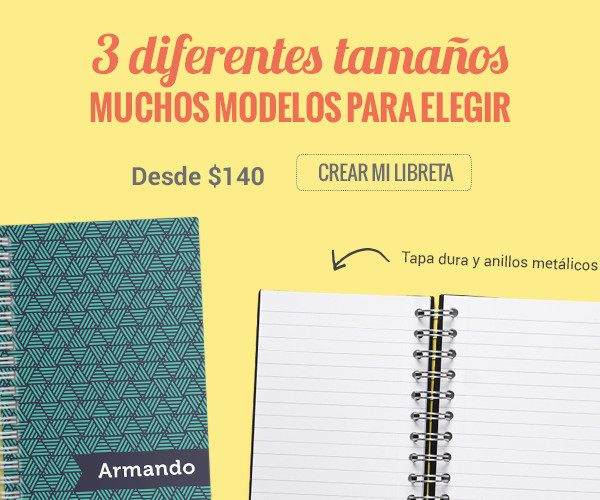 3 diferentes tamaños
MUCHOS MODELOS PARA ELEGIR
Desde $140
CREAR MI LIBRETA
Tapa dura y anillos metálicos
Armando